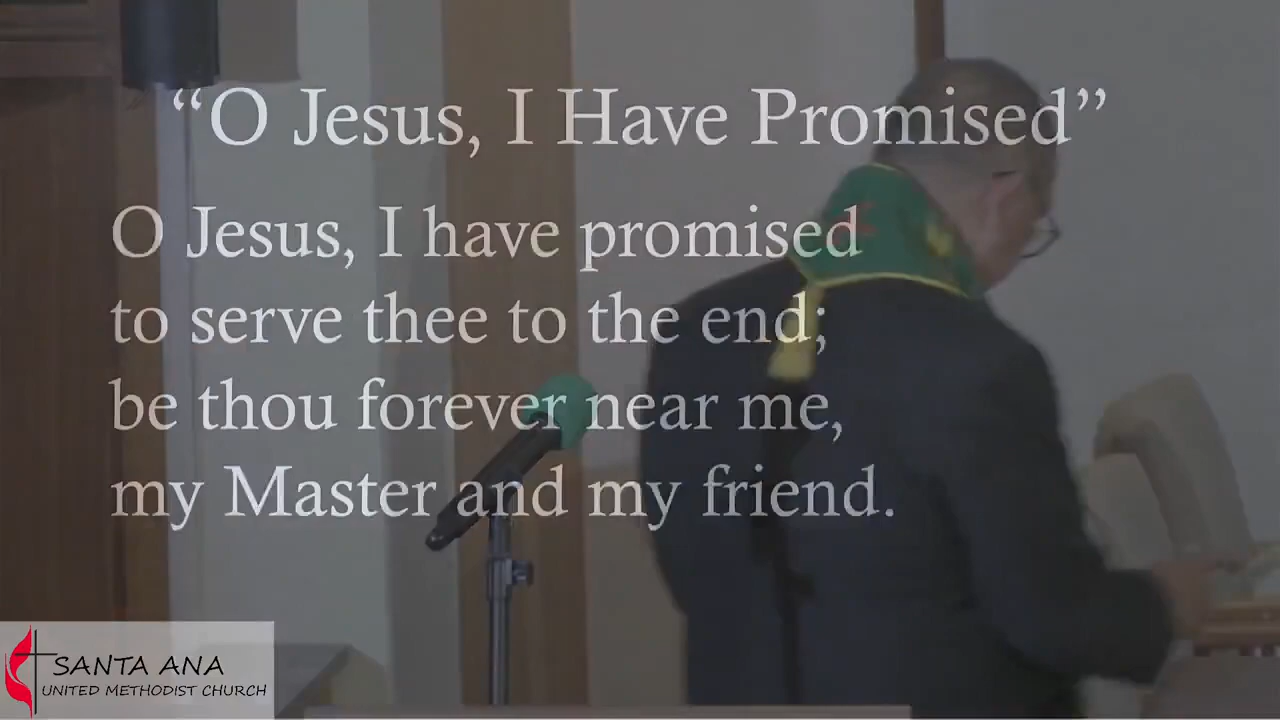 “O Jesus, I Have Promised”
O Jesus, I have promised
to serve thee to the end;
be thou forever near me,
my Master and my friend.
SANTA ANA
UNITED METHODIST CHURCH